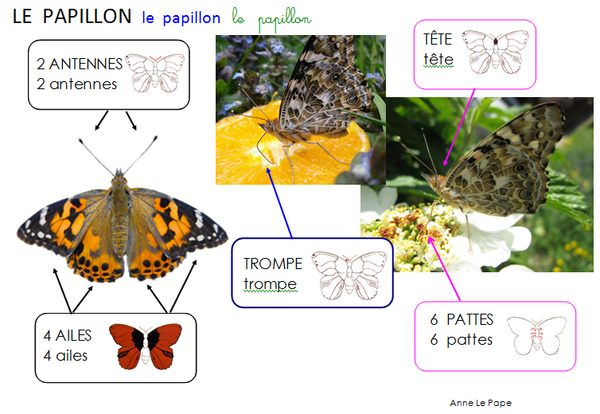 LE PAPILLON le papillon le papillon
2 ANTENNES
2 antennes
TÊTE
tête
TROMPE
trompe
4 AILES
4 ailes
6 PATTES
6 pattes
Anne Le Pape